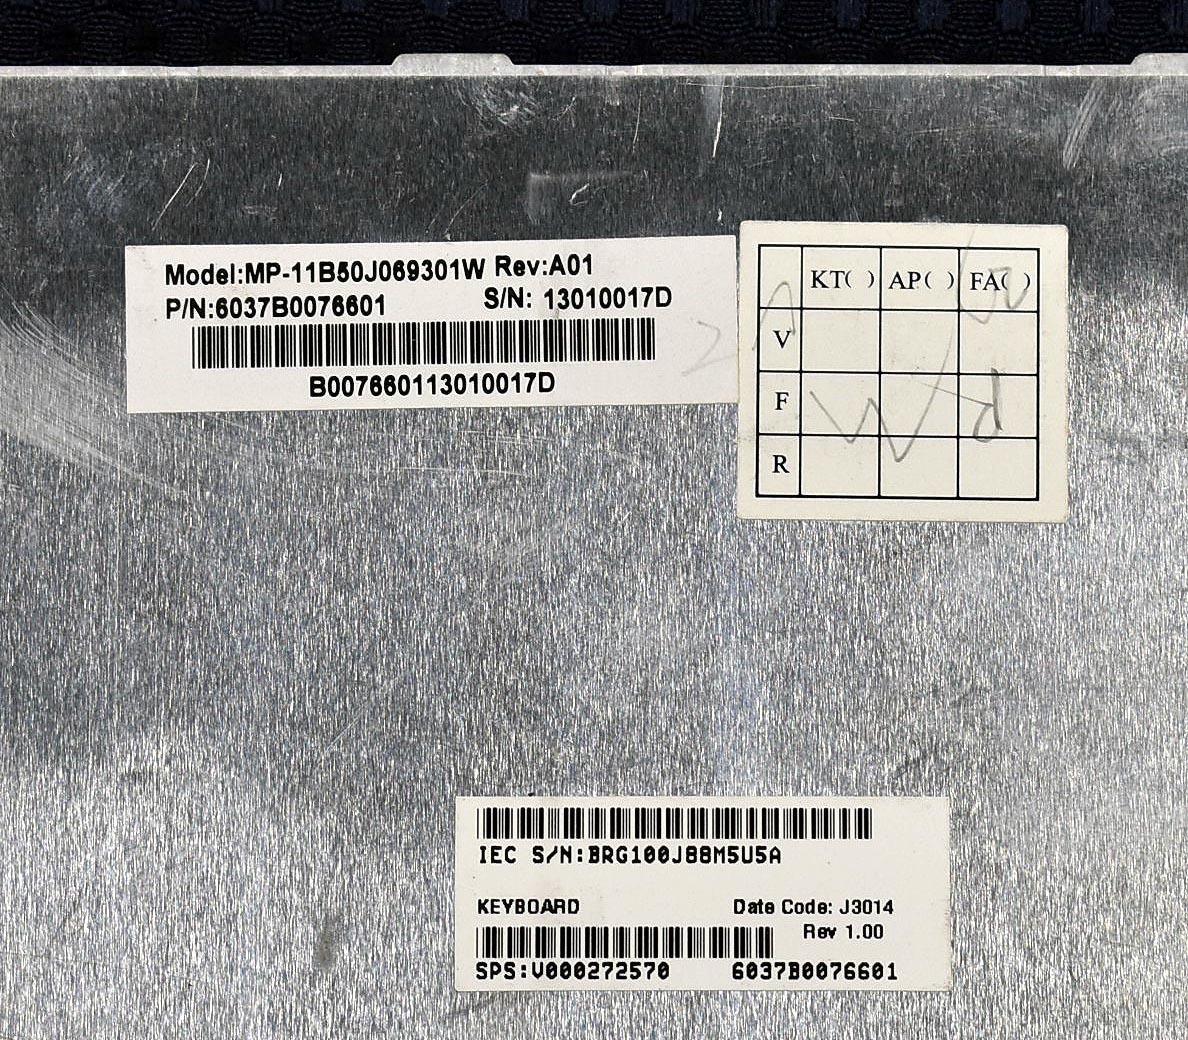 Model:MP-11B50J069301W Rev:A01
P/N:6037B0076601 S/N: 13010017D
B007660113010017D
KT( ) AP( ) FA( )
V
F
R
IEC S/N:BRG100J88M5U5A
KEYBOARD Date Code: J3014
Rev 1.00
SPS:V000272570 6037B0076601